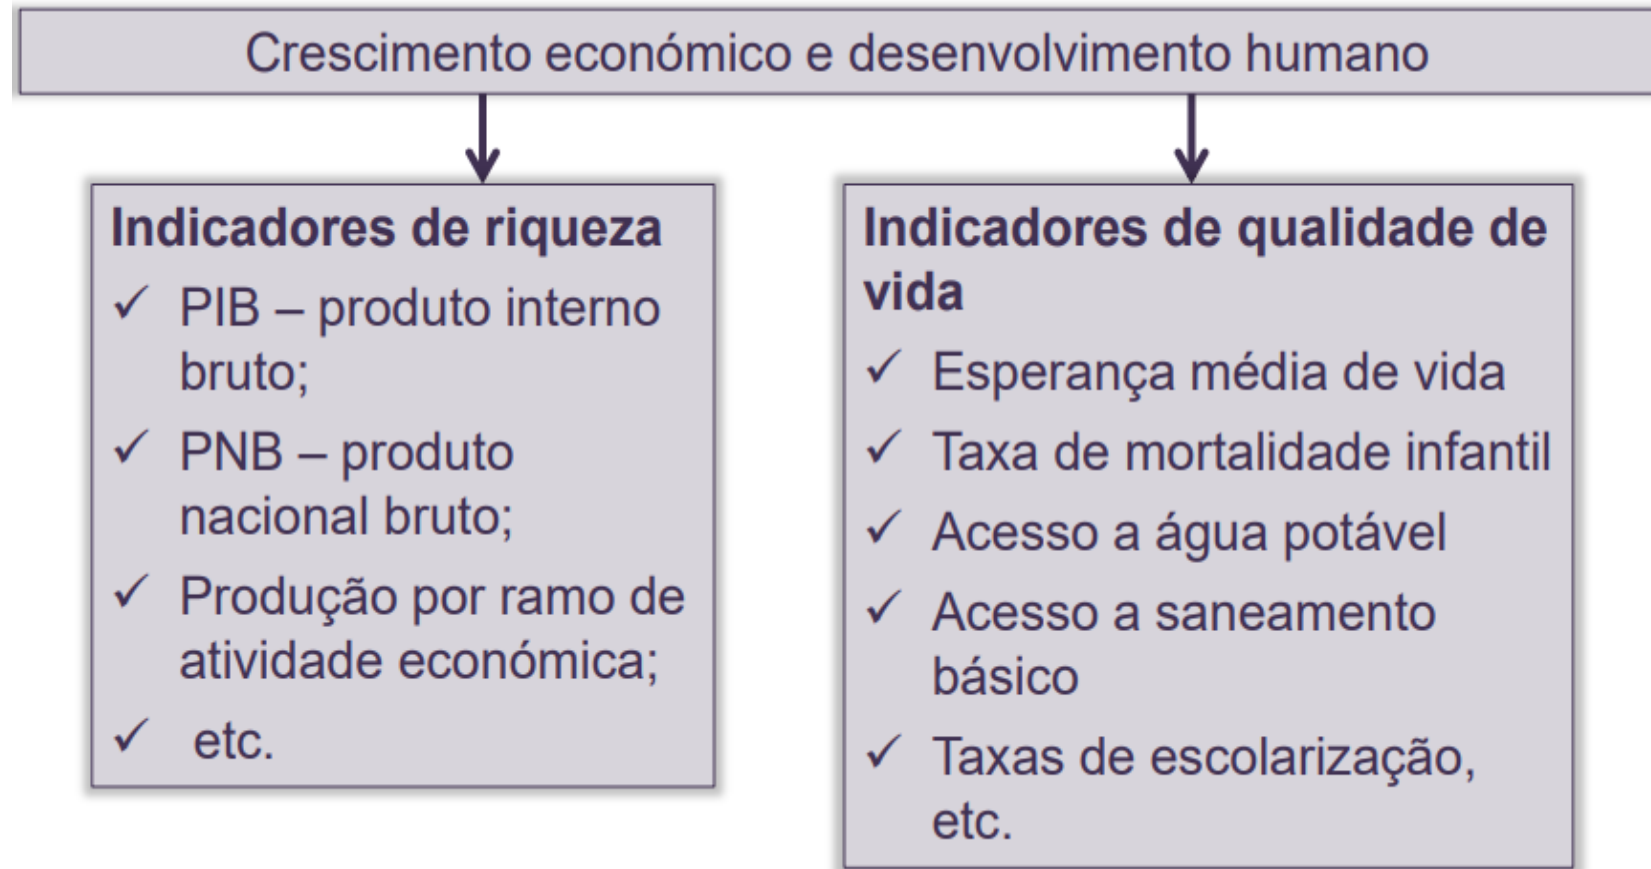 Crescimento económico e desenvolvimento humano
Indicadores de riqueza
✓ PIB – produto interno
bruto;
✓ PNB – produto
nacional bruto;
✓ Produção por ramo de
atividade económica;
✓ etc.
Indicadores de qualidade de
vida
✓ Esperança média de vida
✓ Taxa de mortalidade infantil
✓ Acesso a água potável
✓ Acesso a saneamento
básico
✓ Taxas de escolarização,
etc.